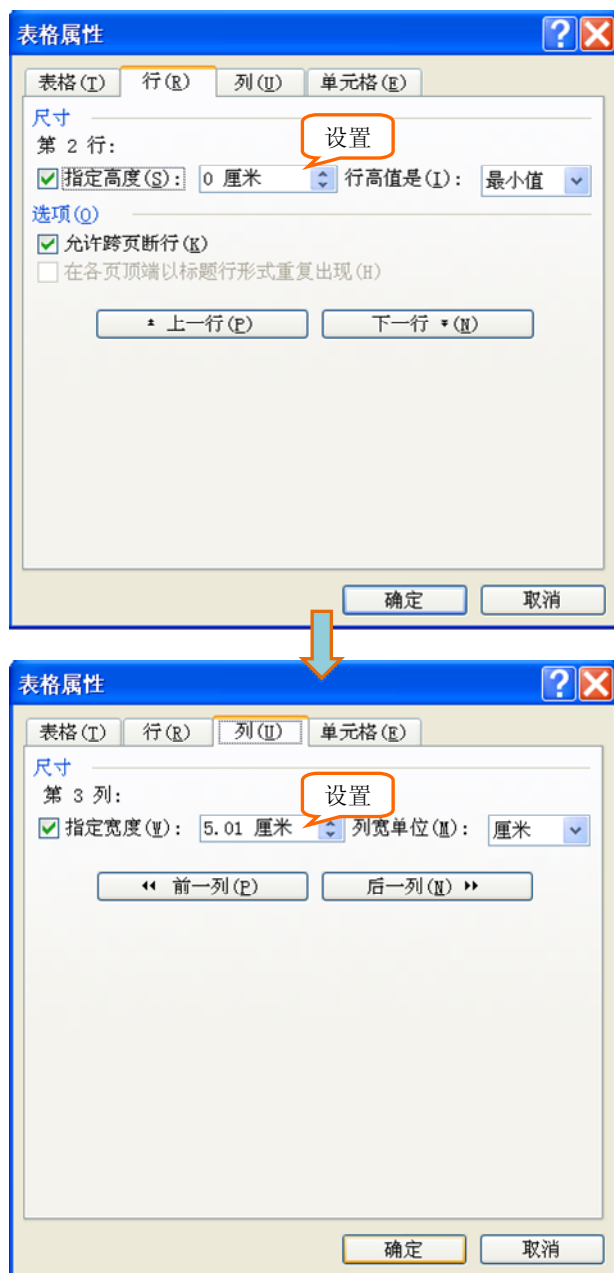 表格属性
表格(T) 行(R) 列(U) 单元格(E)
尺寸
设置
第 2 行:
指定高度(S): 0 厘米 行高值是(I): 最小值
选项(O)
允许跨页断行(K)
在各页顶端以标题行形式重复出现(H)
上一行(P) 下一行(N)
确定 取消
表格属性
表格(T) 行(R) 列(U) 单元格(E)
尺寸
设置
第 3 列:
指定宽度(W): 5.01 厘米 列宽单位(M): 厘米
前一列(P) 后一列(N)
确定 取消